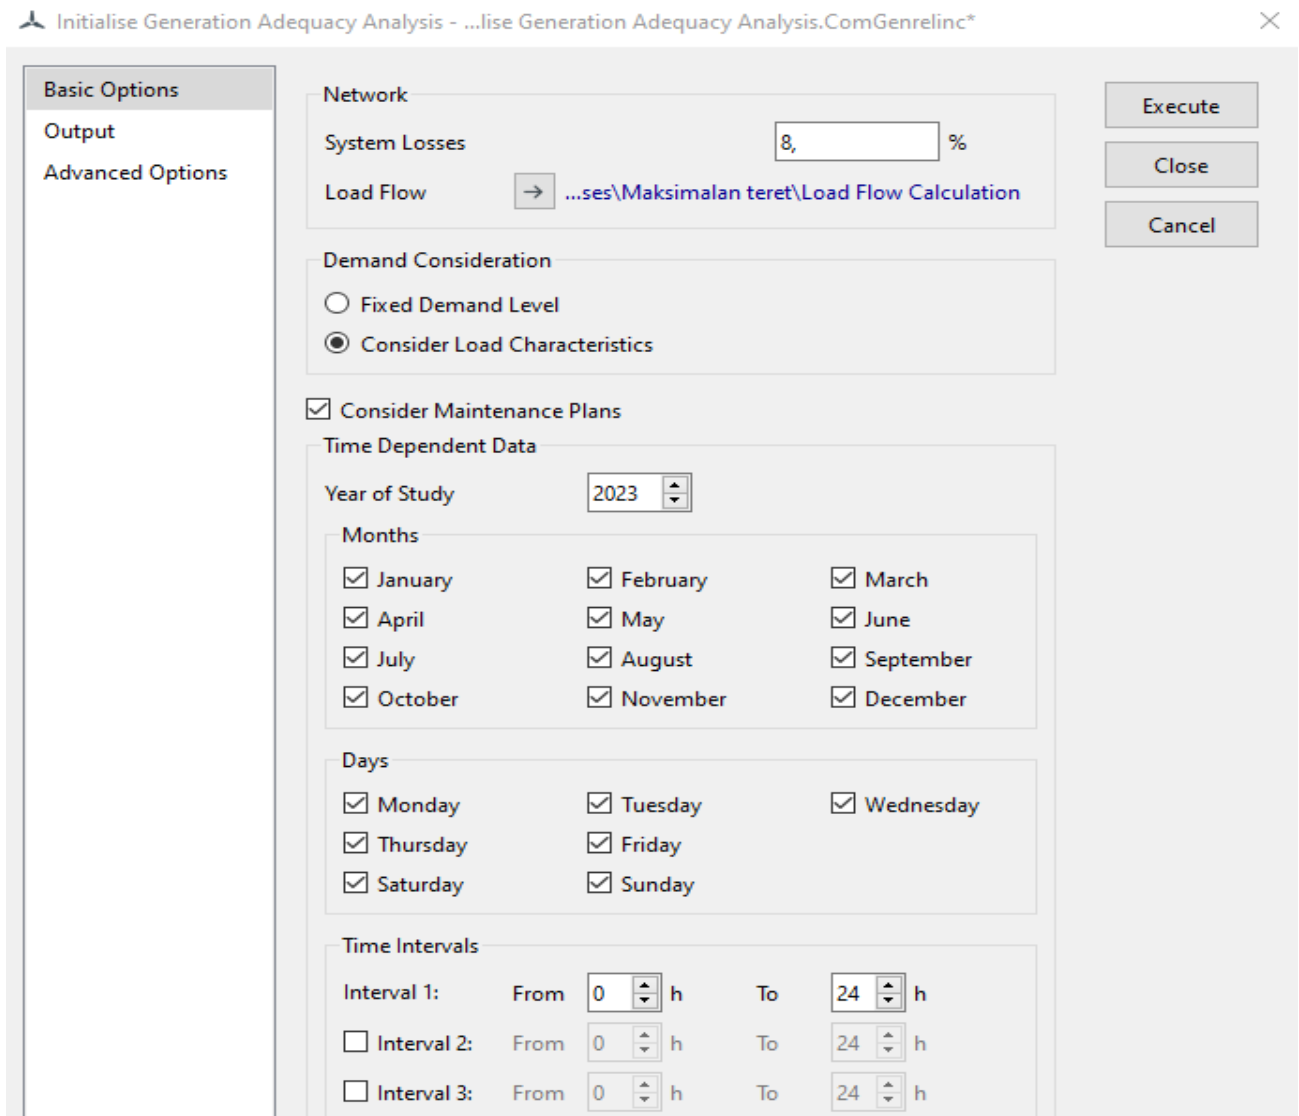 Initialise Generation Adequacy Analysis - ...lise Generation Adequacy Analysis.ComGenrelinc*
Basic Options
Output
Advanced Options
Network
System Losses 8, %
Load Flow ...ses\Maksimalan teret\Load Flow Calculation
Execute
Close
Cancel
Demand Consideration
Fixed Demand Level
Consider Load Characteristics
Consider Maintenance Plans
Time Dependent Data
Year of Study 2023
Months
January February March
April May June
July August September
October November December
Days
Monday Tuesday Wednesday
Thursday Friday
Saturday Sunday
Time Intervals
Interval 1: From 0 h To 24 h
Interval 2: From 0 h To 24 h
Interval 3: From 0 h To 24 h